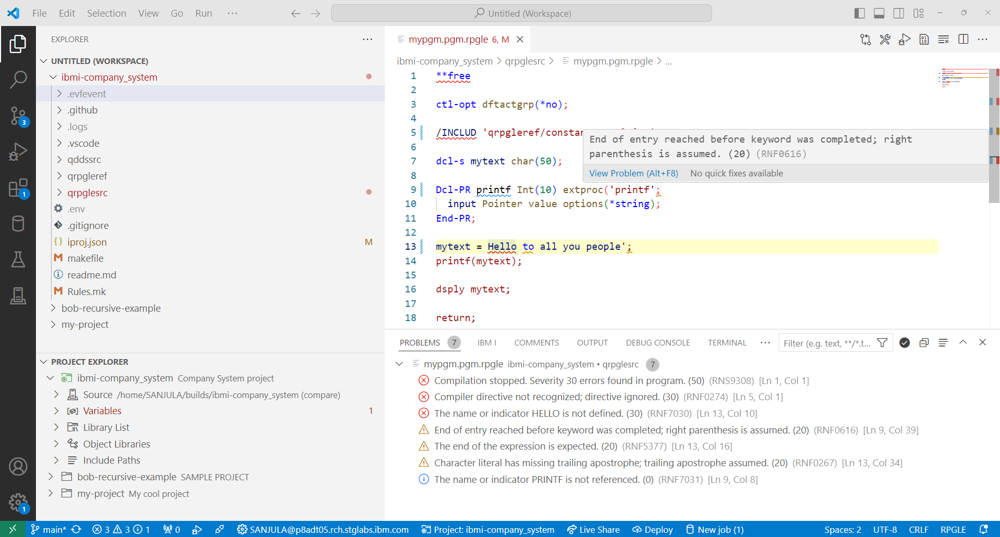 File Edit Selection View Go Run ··· Untitled (Workspace)
EXPLORER ···
UNTITLED (WORKSPACE)
ibmi-company_system
.evfevent
.github
.logs
.vscode
qddssrc
qrpgleref
qrpglesrc
.env
.gitignore
iproj.json M
makefile
readme.md
Rules.mk
bob-recursive-example
my-project
PROJECT EXPLORER
ibmi-company_system Company System project
Source /home/SANJULA/builds/ibmi-company_system (compare)
Variables 1
Library List
Object Libraries
Include Paths
bob-recursive-example SAMPLE PROJECT
my-project My cool project
3
1
1
mypgm.pgm.rpgle 6, M
ibmi-company_system > qrpglesrc > mypgm.pgm.rpgle > ...
1 **free
2
3 ctl-opt dftactgrp(*no);
4
5 /INCLUD 'qrpgleref/constan
6
7 dcl-s mytext char(50);
8
9 Dcl-PR printf Int(10) extproc('printf';
10 input Pointer value options(*string);
11 End-PR;
12
13 mytext = Hello to all you people';
14 printf(mytext);
15
16 dsply mytext;
17
18 return;
End of entry reached before keyword was completed; right
parenthesis is assumed. (20) (RNF0616)
View Problem (Alt+F8) No quick fixes available
PROBLEMS 7 IBM I COMMENTS OUTPUT DEBUG CONSOLE TERMINAL ··· Filter (e.g. text, **/*.t...
mypgm.pgm.rpgle ibmi-company_system • qrpglesrc 7
Compilation stopped. Severity 30 errors found in program. (50) (RNS9308) [Ln 1, Col 1]
Compiler directive not recognized; directive ignored. (30) (RNF0274) [Ln 5, Col 1]
The name or indicator HELLO is not defined. (30) (RNF7030) [Ln 13, Col 10]
End of entry reached before keyword was completed; right parenthesis is assumed. (20) (RNF0616) [Ln 9, Col 39]
The end of the expression is expected. (20) (RNF5377) [Ln 13, Col 16]
Character literal has missing trailing apostrophe; trailing apostrophe assumed. (20) (RNF0267) [Ln 13, Col 34]
The name or indicator PRINTF is not referenced. (0) (RNF7031) [Ln 9, Col 8]
main* 3 3 1 0 SANJULA@p8adt05.rch.stglabs.ibm.com Project: ibmi-company_system Live Share Deploy New job (1) Spaces: 2 UTF-8 CRLF RPGLE